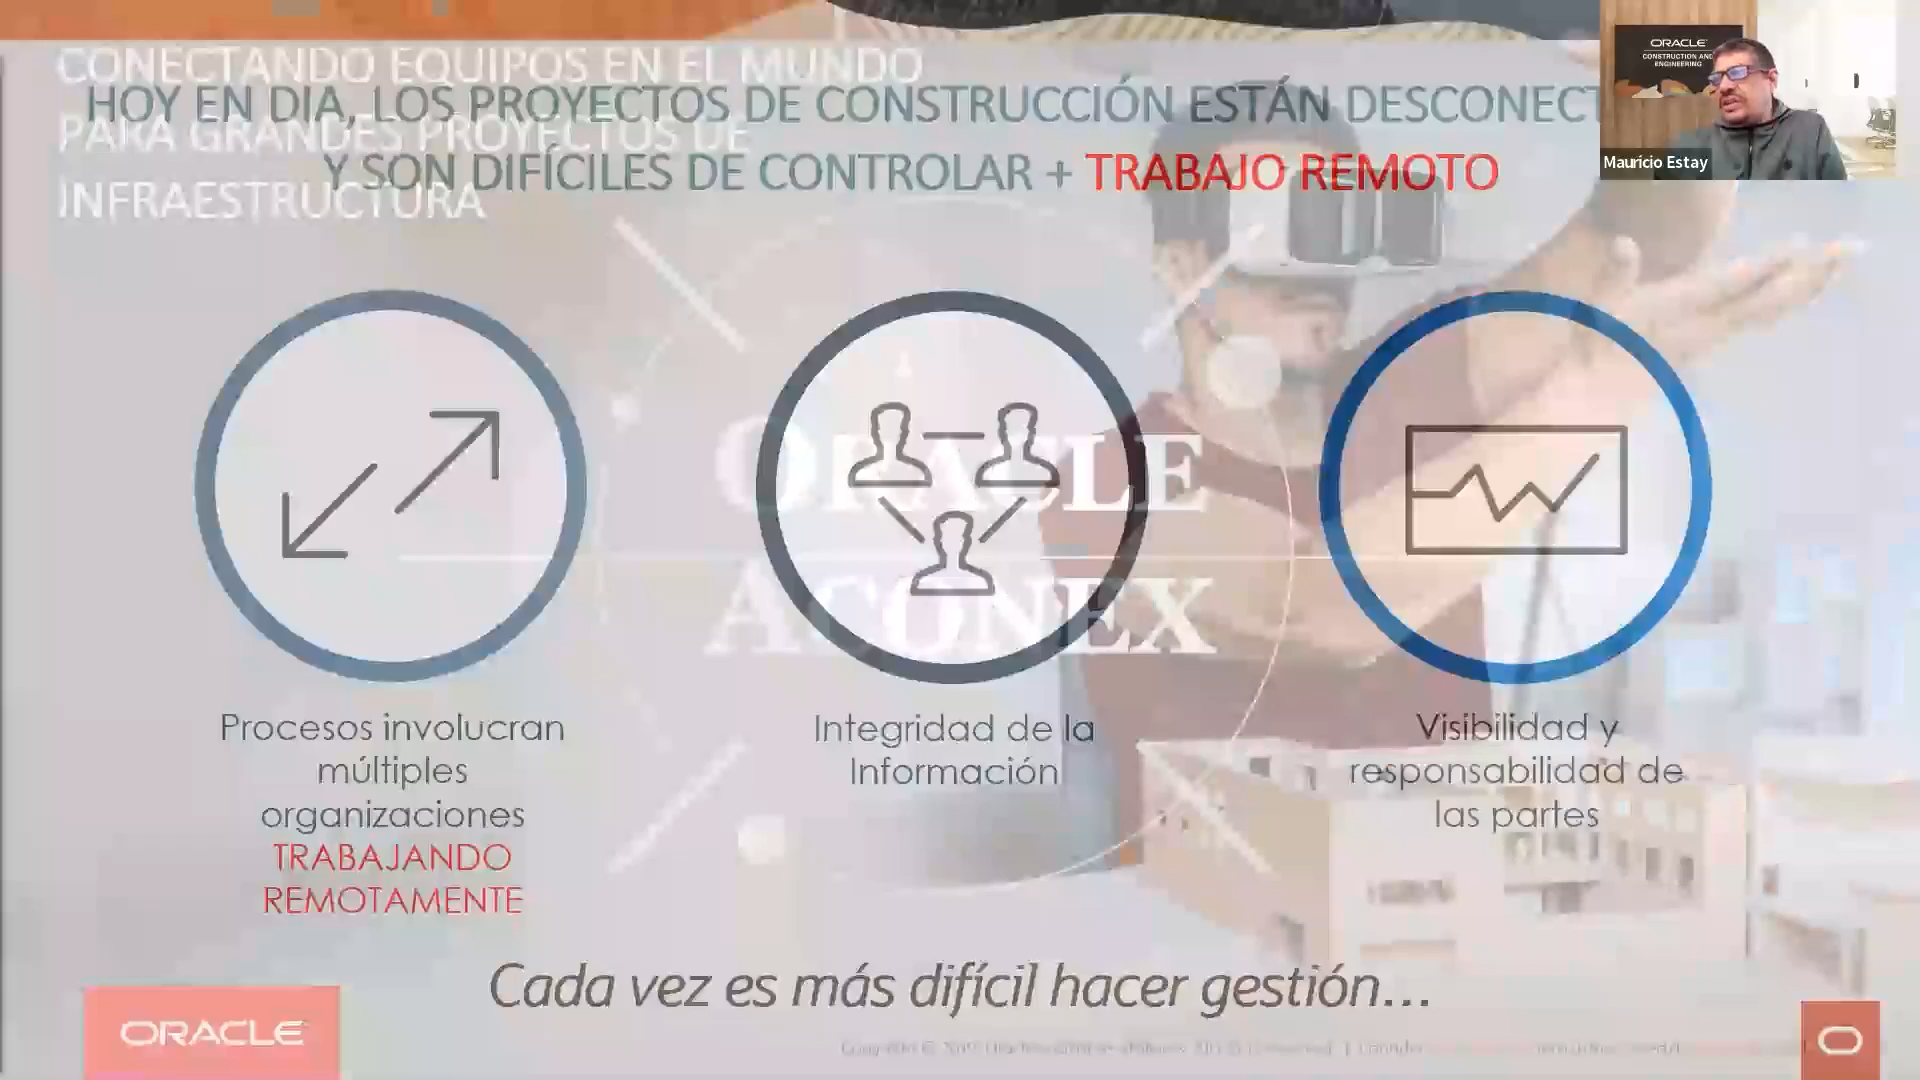 CONECTANDO EQUIPOS EN EL MUNDO
PARA GRANDES PROYECTOS DE
INFRAESTRUCTURA
HOY EN DIA, LOS PROYECTOS DE CONSTRUCCIÓN ESTÁN DESCONECT
Y SON DIFÍCILES DE CONTROLAR + TRABAJO REMOTO
ORACLE
CONSTRUCTION AND
ENGINEERING
Mauricio Estay
ORACLE
ACONEX
Procesos involucran
múltiples
organizaciones
TRABAJANDO
REMOTAMENTE
Integridad de la
Información
Visibilidad y
responsabilidad de
las partes
Cada vez es más difícil hacer gestión...
ORACLE